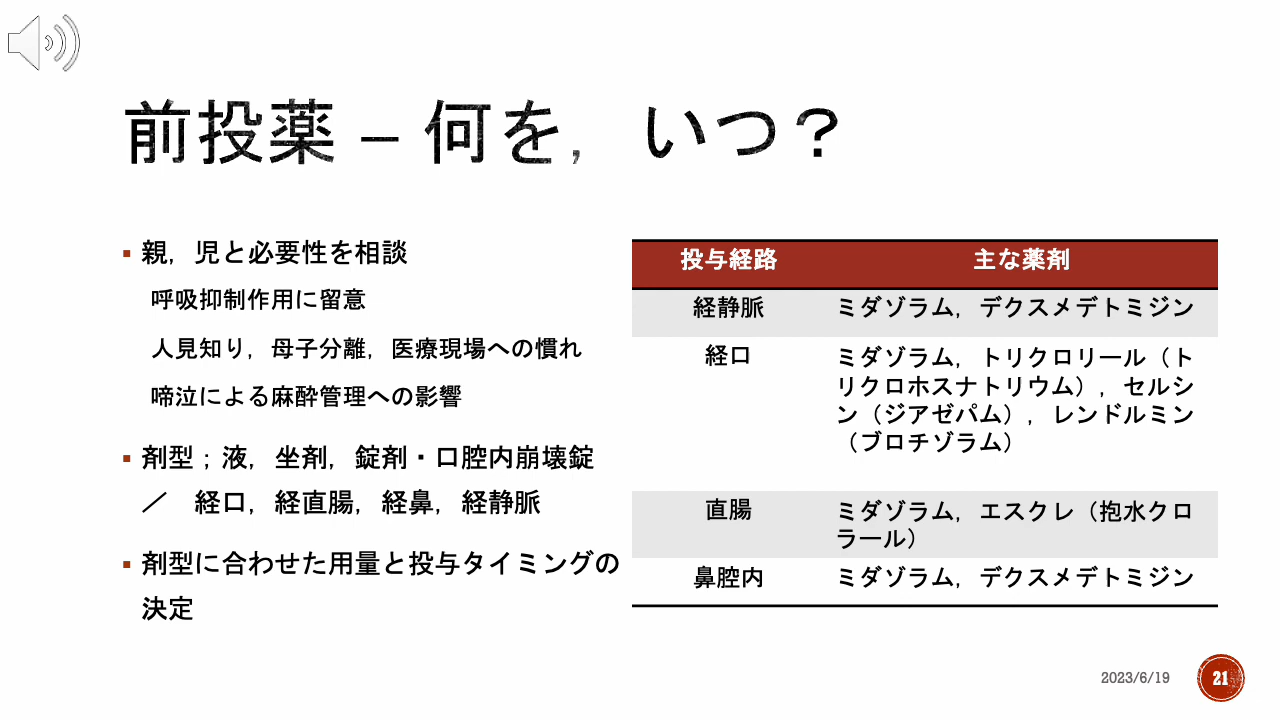 前投薬 – 何を，いつ？
▪ 親，児と必要性を相談
呼吸抑制作用に留意
人見知り，母子分離，医療現場への慣れ
啼泣による麻酔管理への影響
▪ 剤型；液，坐剤，錠剤・口腔内崩壊錠
／　経口，経直腸，経鼻，経静脈
▪ 剤型に合わせた用量と投与タイミングの
決定
投与経路 主な薬剤
経静脈 ミダゾラム，デクスメデトミジン
経口 ミダゾラム，トリクロリール（ト
リクロホスナトリウム），セルシ
ン（ジアゼパム），レンドルミン
（ブロチゾラム）
直腸 ミダゾラム，エスクレ（抱水クロ
ラール）
鼻腔内 ミダゾラム，デクスメデトミジン
2023/6/19
21